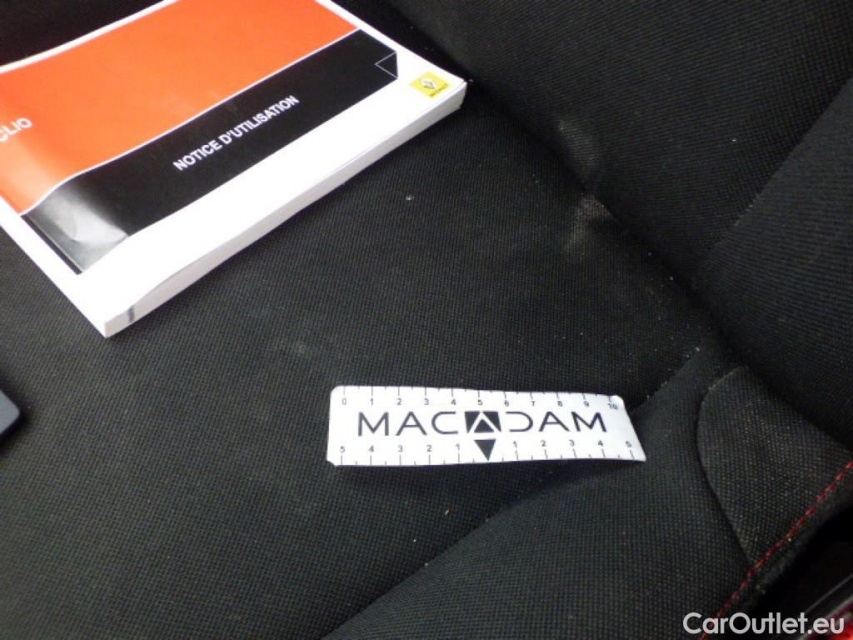 CLIO
NOTICE D'UTILISATION
0 1 2 3 4 5 6 7 8 9 10
MACADAM
5 4 3 2 1 1 2 3 4 5
CarOutlet.eu